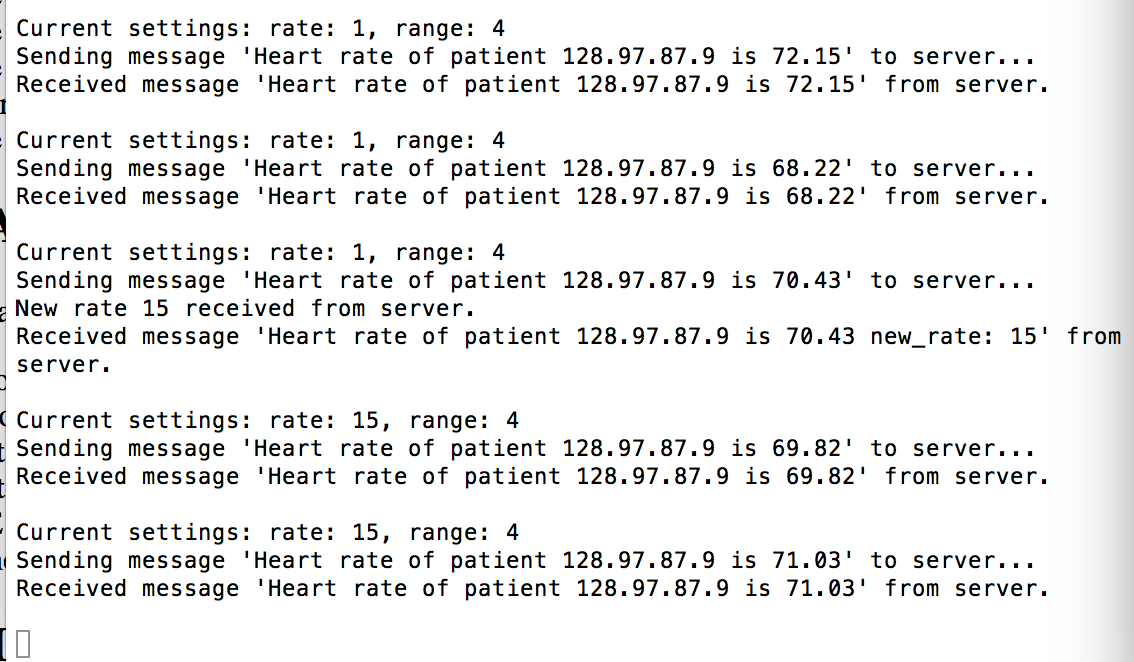 Current settings: rate: 1, range: 4
Sending message 'Heart rate of patient 128.97.87.9 is 72.15' to server...
Received message 'Heart rate of patient 128.97.87.9 is 72.15' from server.
Current settings: rate: 1, range: 4
Sending message 'Heart rate of patient 128.97.87.9 is 68.22' to server...
Received message 'Heart rate of patient 128.97.87.9 is 68.22' from server.
Current settings: rate: 1, range: 4
Sending message 'Heart rate of patient 128.97.87.9 is 70.43' to server...
New rate 15 received from server.
Received message 'Heart rate of patient 128.97.87.9 is 70.43 new_rate: 15' from
server.
Current settings: rate: 15, range: 4
Sending message 'Heart rate of patient 128.97.87.9 is 69.82' to server...
Received message 'Heart rate of patient 128.97.87.9 is 69.82' from server.
Current settings: rate: 15, range: 4
Sending message 'Heart rate of patient 128.97.87.9 is 71.03' to server...
Received message 'Heart rate of patient 128.97.87.9 is 71.03' from server.